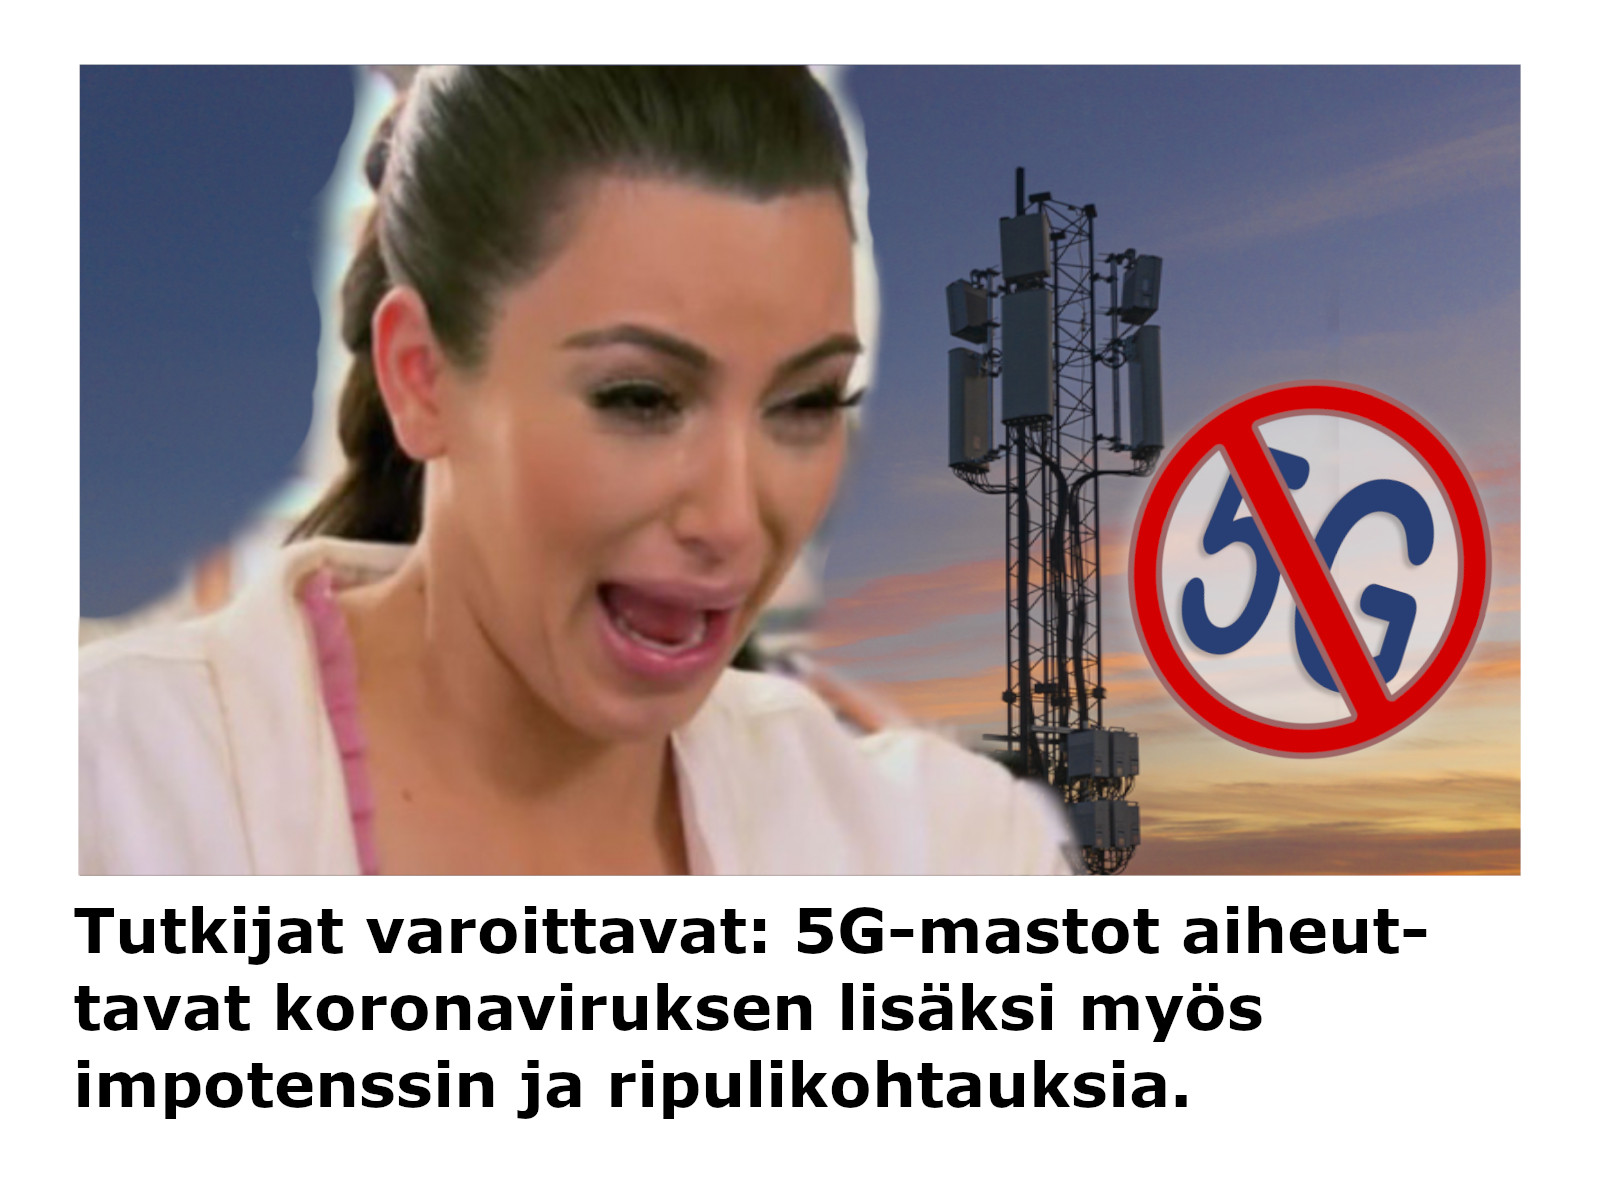 5G
Tutkijat varoittavat: 5G-mastot aiheut-
tavat koronaviruksen lisäksi myös
impotenssin ja ripulikohtauksia.